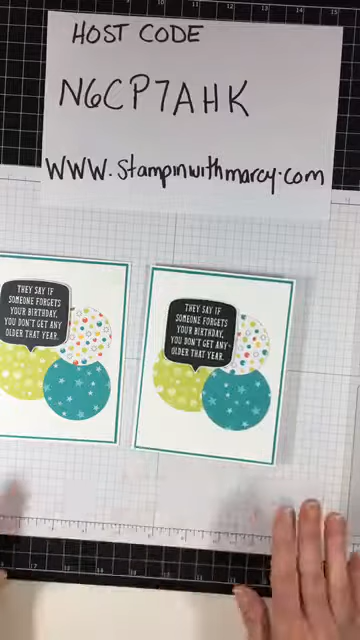 HOST CODE
N6CP7AHK
www.stampinwithmarcy.com
THEY SAY IF
SOMEONE FORGETS
YOUR BIRTHDAY,
YOU DON'T GET ANY
OLDER THAT YEAR.
THEY SAY IF
SOMEONE FORGETS
YOUR BIRTHDAY,
YOU DON'T GET ANY
OLDER THAT YEAR.